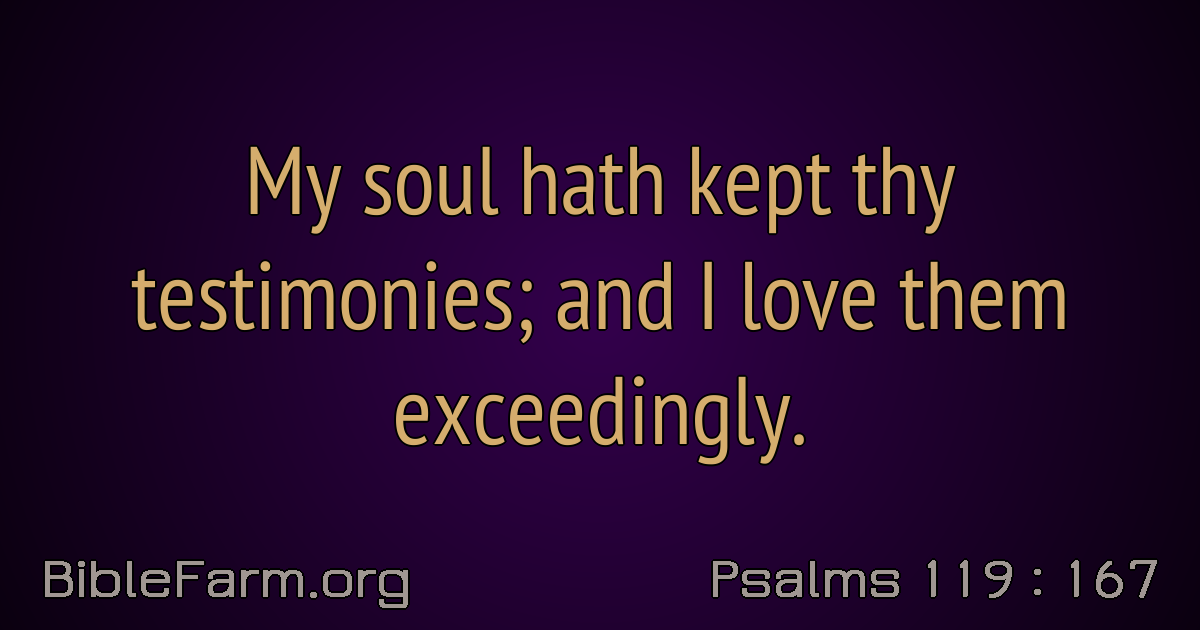 My soul hath kept thy
testimonies; and I love them
exceedingly.
BibleFarm.org
Psalms 119 : 167